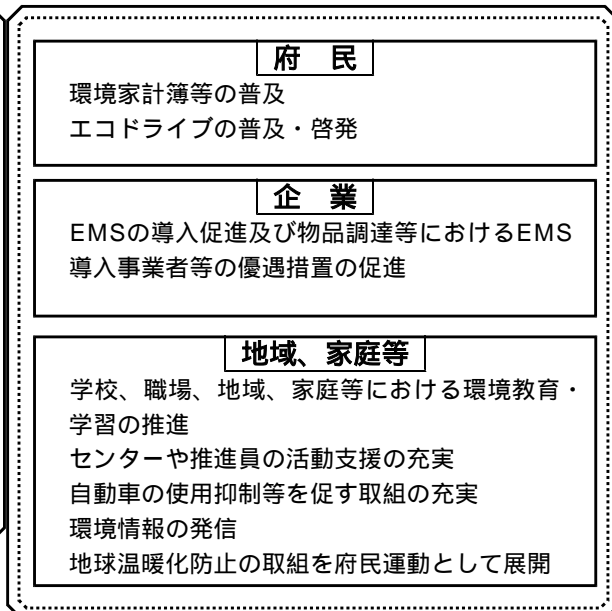 府 民
環境家計簿等の普及
エコドライブの普及・啓発
企 業
EMSの導入促進及び物品調達等におけるEMS
導入事業者等の優遇措置の促進
地域、家庭等
学校、職場、地域、家庭等における環境教育・
学習の推進
センターや推進員の活動支援の充実
自動車の使用抑制等を促す取組の充実
環境情報の発信
地球温暖化防止の取組を府民運動として展開